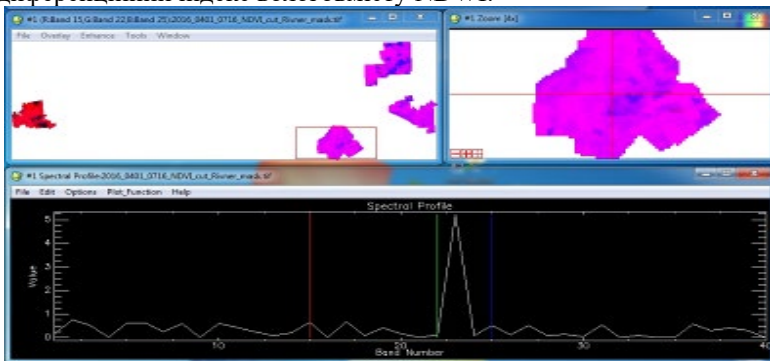 диференційний індекс вологовмісту NDWI.
#1 (R:Band 15,G:Band 22,B:Band 25):2016_0401_0716_NDVI_cut_Rivner_mask.tif
File Overlay Enhance Tools Window
#1 Zoom [4x]
#1 Spectral Profile:2016_0401_0716_NDVI_cut_Rivner_mask.tif
File Edit Options Plot_Function Help
Spectral Profile
Value
5
4
3
2
1
0
10 20 30 40
Band Number